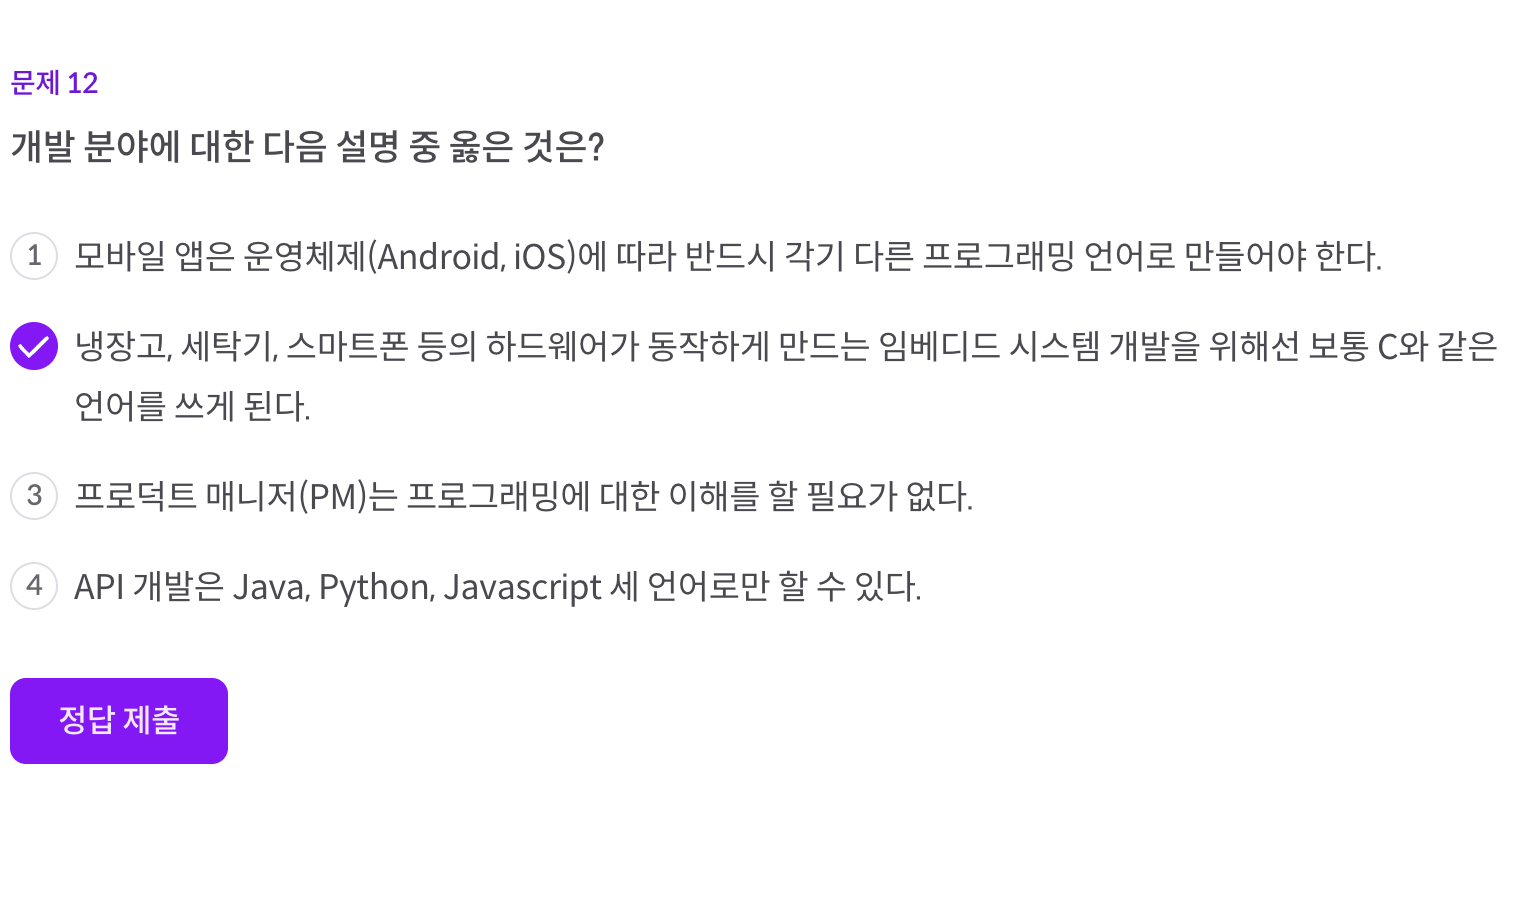 문제 12
개발 분야에 대한 다음 설명 중 옳은 것은?
1 모바일 앱은 운영체제(Android, iOS)에 따라 반드시 각기 다른 프로그래밍 언어로 만들어야 한다.
냉장고, 세탁기, 스마트폰 등의 하드웨어가 동작하게 만드는 임베디드 시스템 개발을 위해선 보통 C와 같은
언어를 쓰게 된다.
3 프로덕트 매니저(PM)는 프로그래밍에 대한 이해를 할 필요가 없다.
4 API 개발은 Java, Python, Javascript 세 언어로만 할 수 있다.
정답 제출